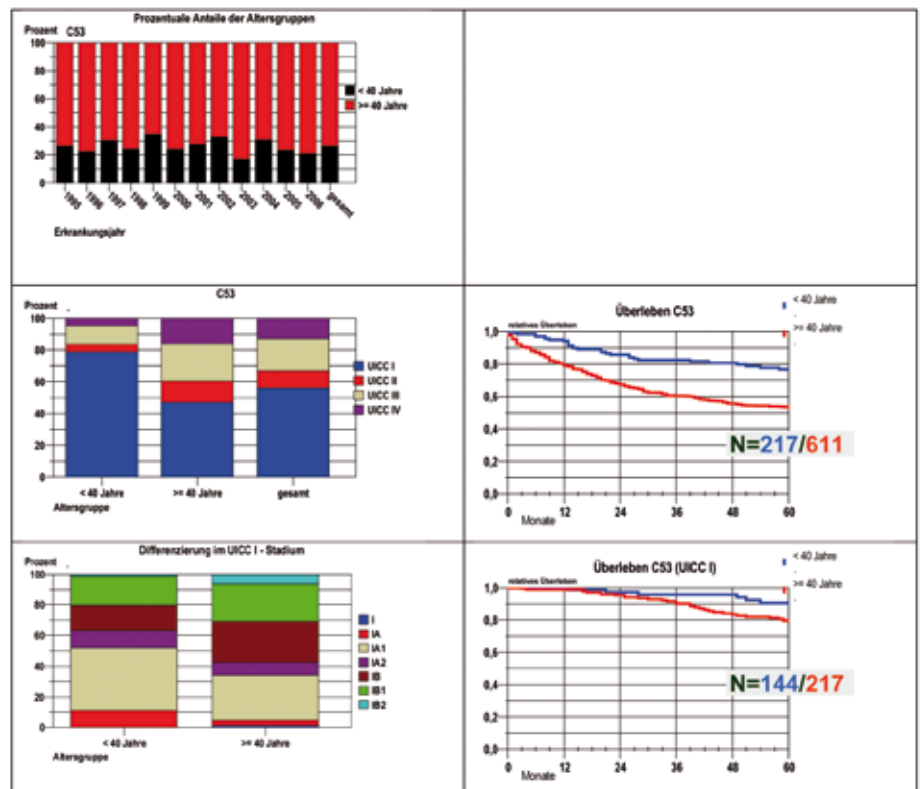 Prozentuale Anteile der Altersgruppen
Prozent C53
100
80
60
40
20
0
1995 1996 1997 1998 1999 2000 2001 2002 2003 2004 2005 2006 gesamt
Erkrankungsjahr
< 40 Jahre
>= 40 Jahre
C53
Prozent
100
80
60
40
20
0
< 40 Jahre >= 40 Jahre gesamt
Altersgruppe
UICC I
UICC II
UICC III
UICC IV
Überleben C53
< 40 Jahre
>= 40 Jahre
relatives Überleben
1,0
0,8
0,6
0,4
0,2
0,0
0 12 24 36 48 60
Monate
N=217/611
Differenzierung im UICC I - Stadium
Prozent
100
80
60
40
20
0
< 40 Jahre >= 40 Jahre
Altersgruppe
I
IA
IA1
IA2
IB
IB1
IB2
Überleben C53 (UICC I)
< 40 Jahre
>= 40 Jahre
relatives Überleben
1,0
0,8
0,6
0,4
0,2
0,0
0 12 24 36 48 60
Monate
N=144/217